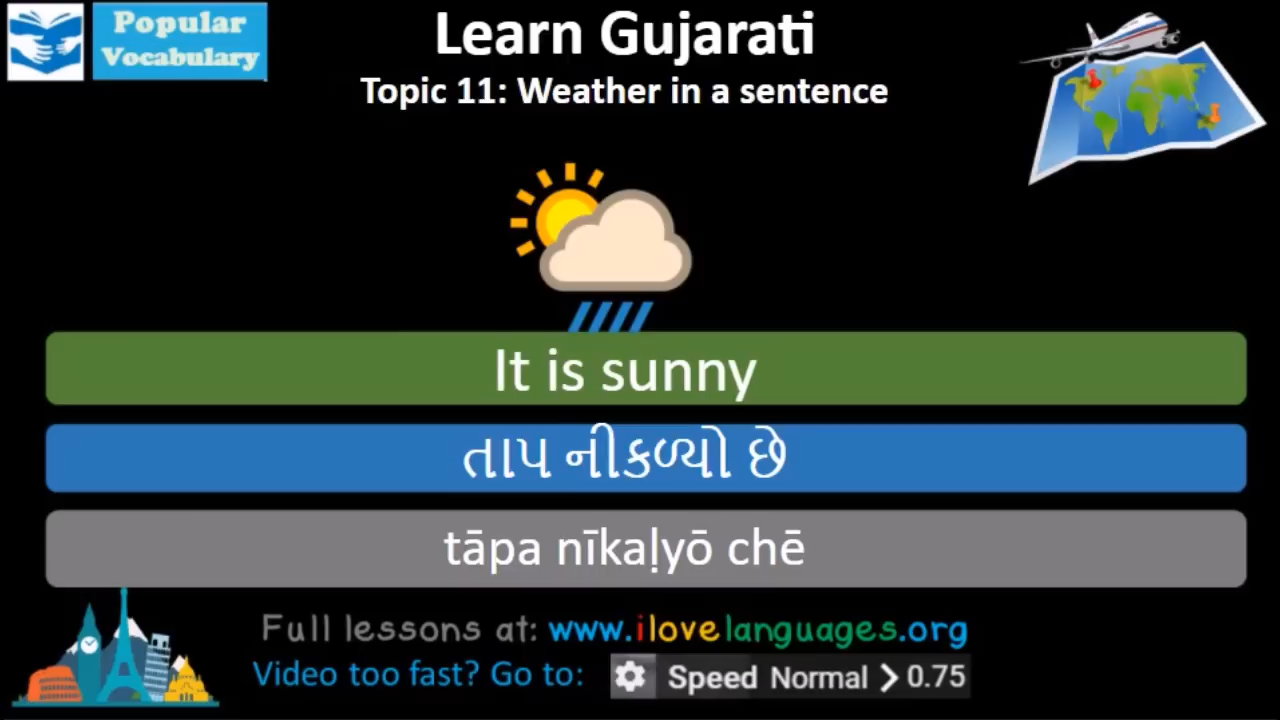 Popular
Vocabulary
Learn Gujarati
Topic 11: Weather in a sentence
It is sunny
તાપ નીકળ્યો છે
tāpa nīkaḷyō chē
Full lessons at: www.ilovelanguages.org
Video too fast? Go to: Speed Normal > 0.75